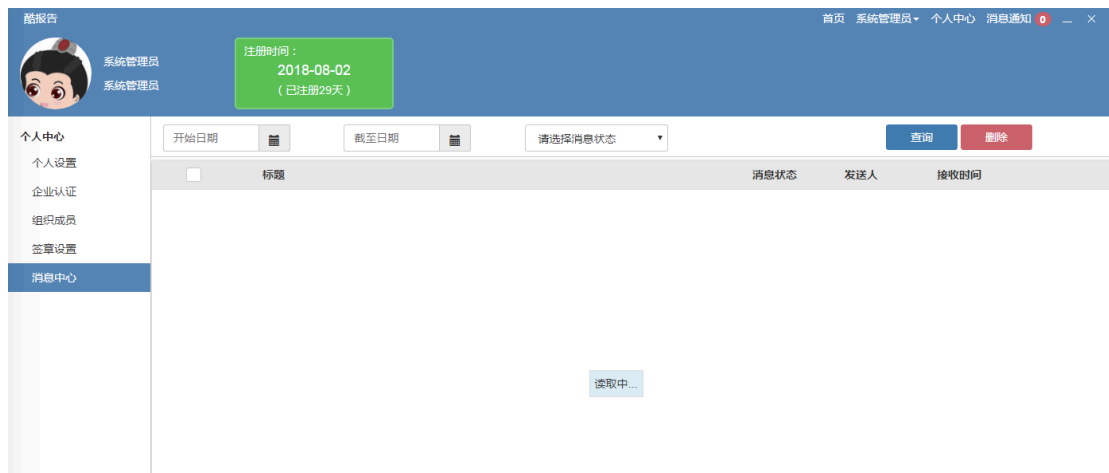 酷报告
首页 系统管理员 个人中心 消息通知 0
系统管理员
系统管理员
注册时间：
2018-08-02
（已注册29天）
个人中心
个人设置
企业认证
组织成员
签章设置
消息中心
开始日期 截至日期 请选择消息状态 查询 删除
标题 消息状态 发送人 接收时间
读取中...